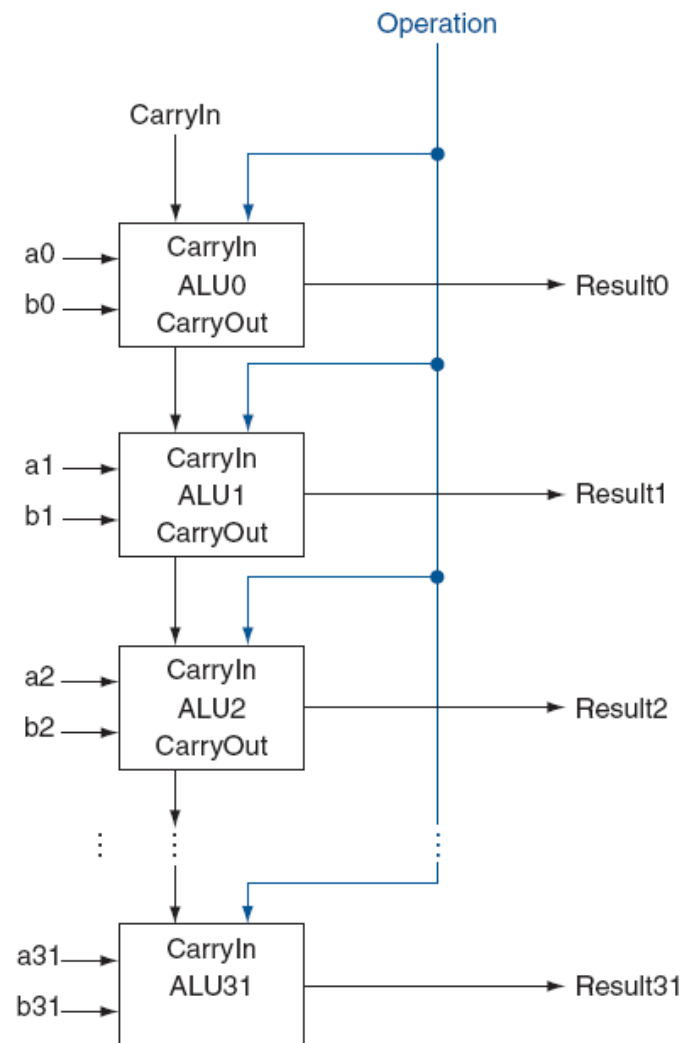 Operation
CarryIn
a0
b0
CarryIn
ALU0
CarryOut
Result0
a1
b1
CarryIn
ALU1
CarryOut
Result1
a2
b2
CarryIn
ALU2
CarryOut
Result2
a31
b31
CarryIn
ALU31
Result31